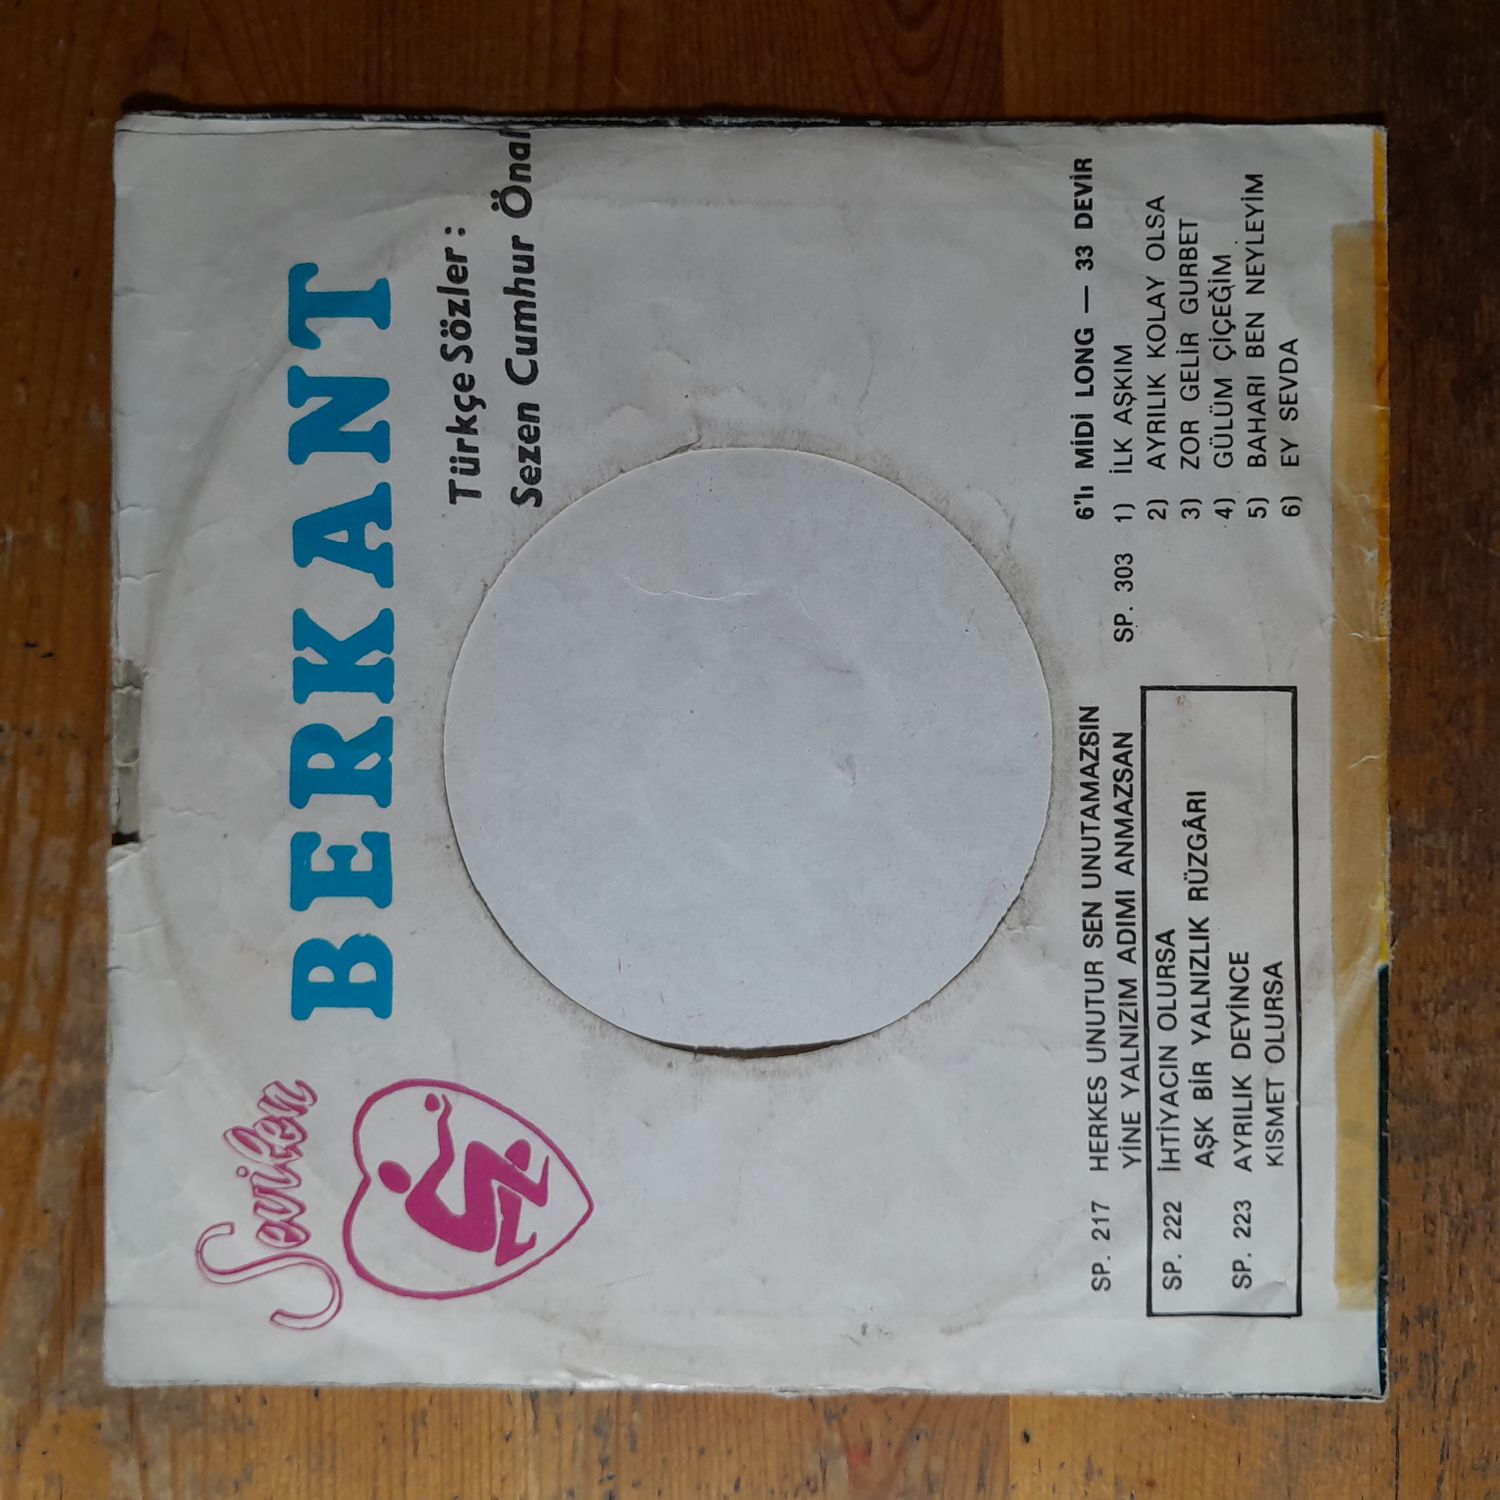 Sevilen
BERKANT
Türkçe Sözler :
Sezen Cumhur Önal
SP. 217 HERKES UNUTUR SEN UNUTAMAZSIN
YİNE YALNIZIM ADIMI ANMAZSAN
SP. 222 İHTİYACIN OLURSA
AŞK BİR YALNIZLIK RÜZGÂRI
SP. 223 AYRILIK DEYİNCE
KISMET OLURSA
6'lı MİDİ LONG — 33 DEVİR
SP. 303 1) İLK AŞKIM
2) AYRILIK KOLAY OLSA
3) ZOR GELİR GURBET
4) GÜLÜM ÇİÇEĞİM
5) BAHARI BEN NEYLEYİM
6) EY SEVDA